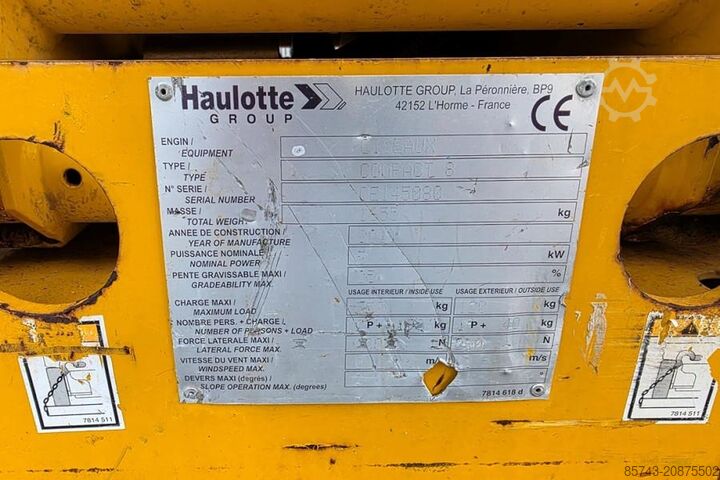 Haulotte
GROUP
HAULOTTE GROUP, La Péronnière, BP9
42152 L'Horme - France
CE
ENGIN /
EQUIPMENT
TYPE / COMPACT 8
TYPE
N° SERIE / CE145080
SERIAL NUMBER
MASSE / kg
TOTAL WEIGHT
ANNEE DE CONSTRUCTION /
YEAR OF MANUFACTURE
PUISSANCE NOMINALE / kW
NOMINAL POWER
PENTE GRAVISSABLE MAXI / %
GRADEABILITY MAX.
USAGE INTERIEUR / INSIDE-USE USAGE EXTERIEUR / OUTSIDE USE
CHARGE MAXI / kg kg
MAXIMUM LOAD
NOMBRE PERS. + CHARGE / P + kg P + kg
NUMBER OF PERSONS + LOAD
FORCE LATERALE MAXI / N N
LATERAL FORCE MAX.
VITESSE DU VENT MAXI / m/s
WINDSPEED MAX.
DEVERS MAXI (degrés) /
SLOPE OPERATION MAX. (degrees)
7814 618 d
7814 511
7814 511
85743-20875502